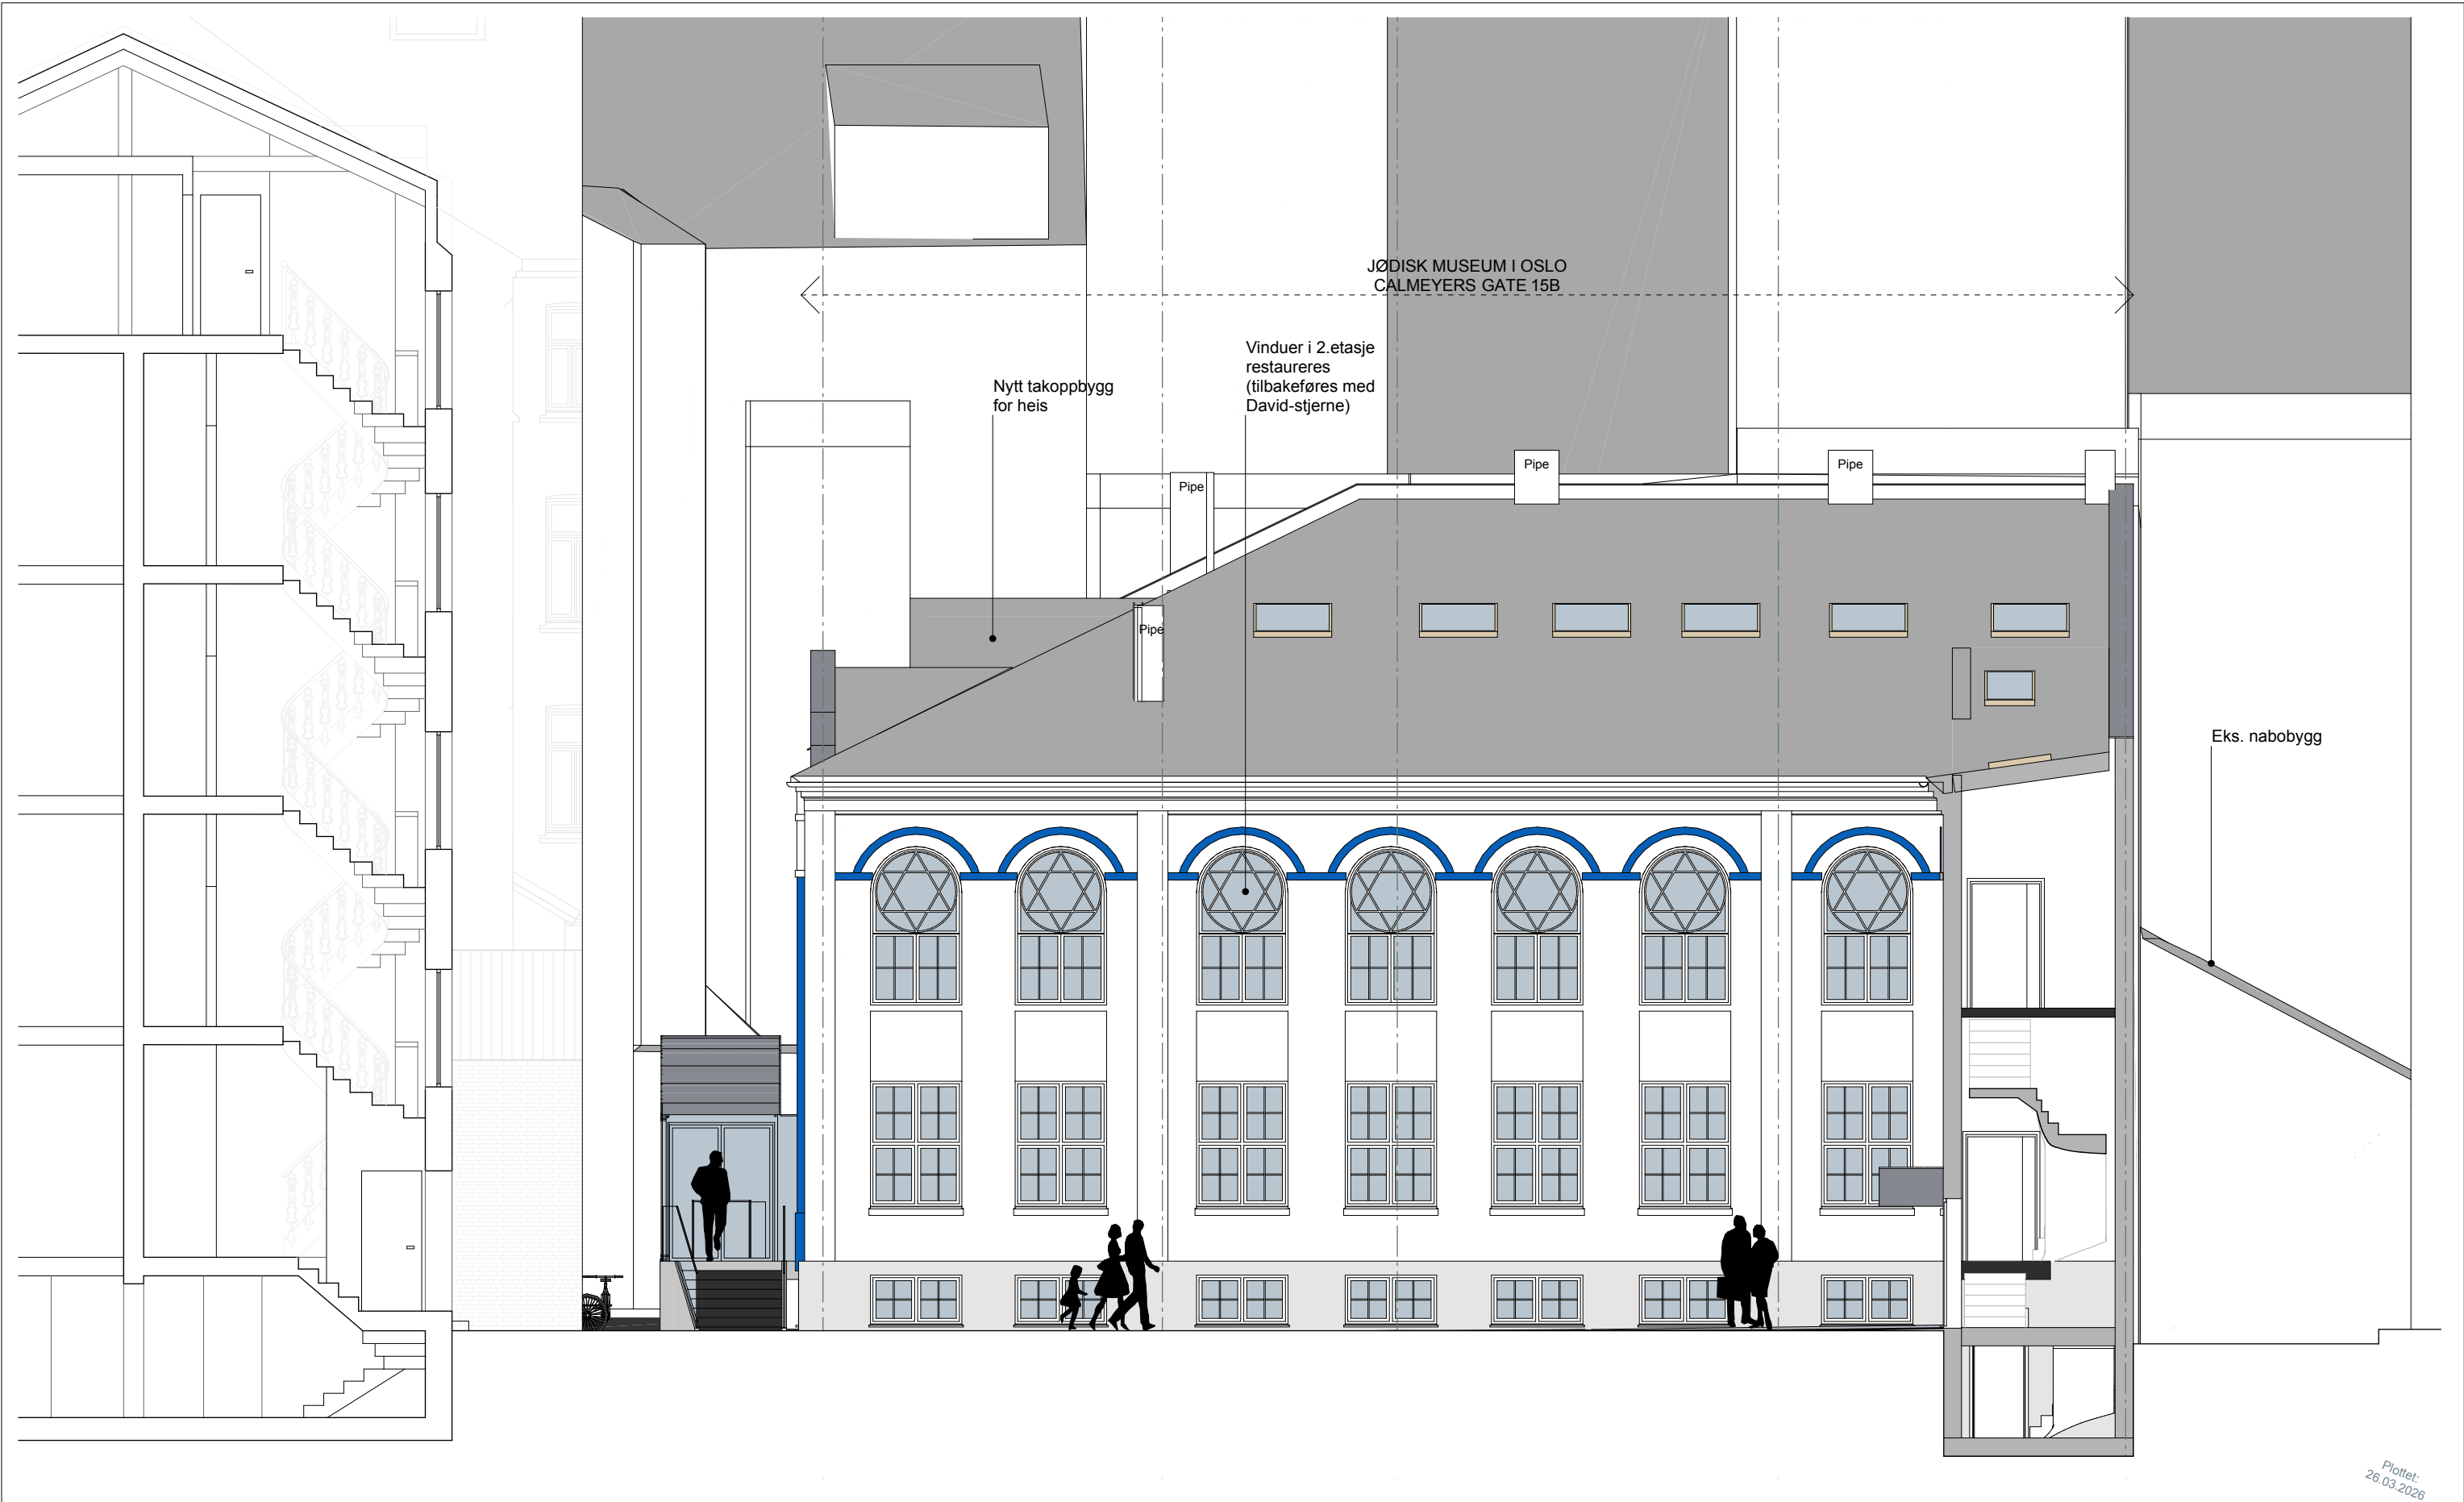 JØDISK MUSEUM I OSLO
CALMEYERS GATE 15B
Vinduer i 2.etasje
restaureres
(tilbakeføres med
David-stjerne)
Nytt takoppbygg
for heis
Pipe
Pipe
Pipe
Pipe
Eks. nabobygg
Plottet:
26.03.2026